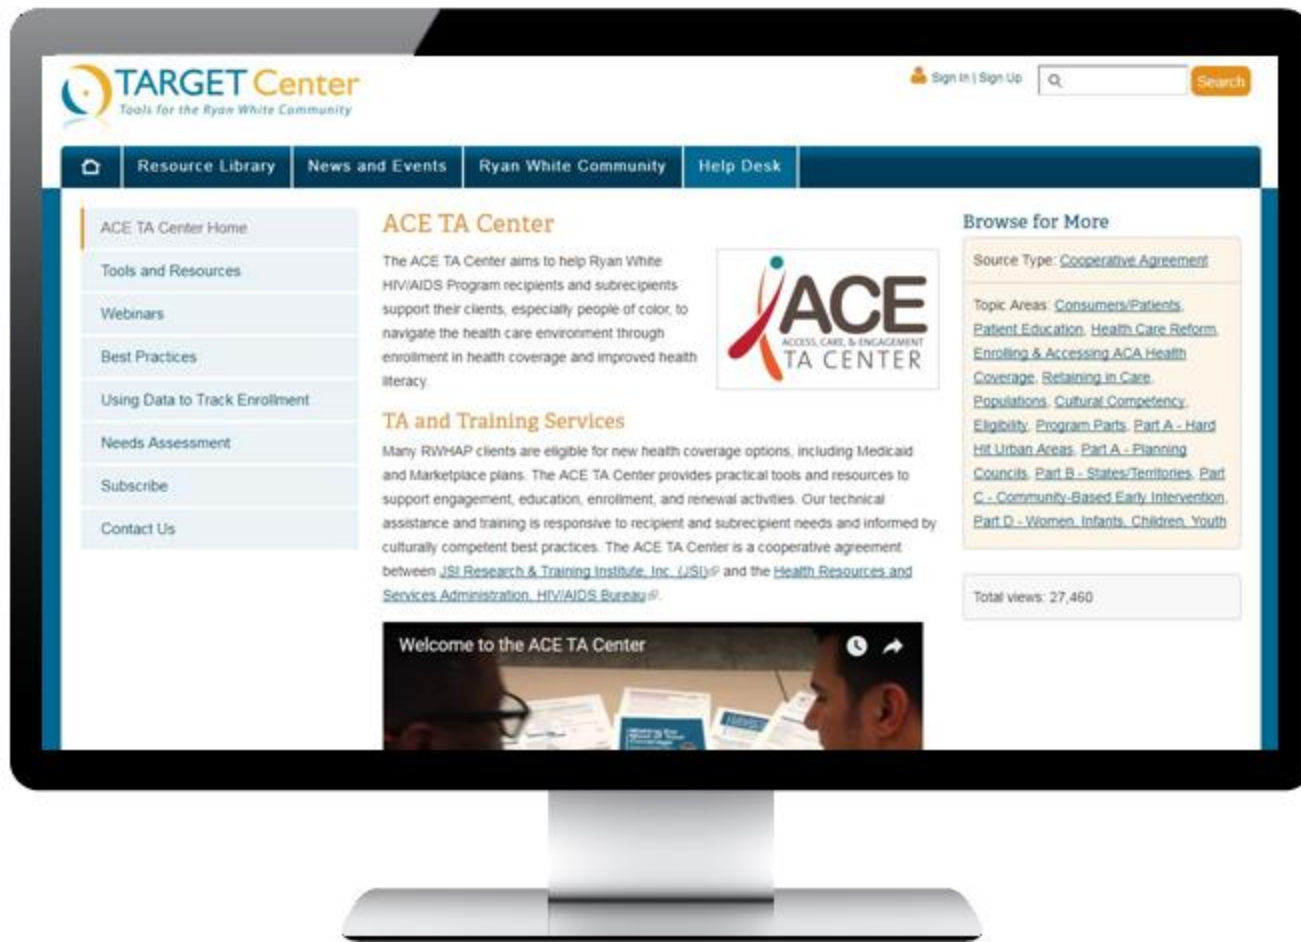 TARGET Center
Tools for the Ryan White Community
Sign In | Sign Up
Search
Resource Library
News and Events
Ryan White Community
Help Desk
ACE TA Center Home
Tools and Resources
Webinars
Best Practices
Using Data to Track Enrollment
Needs Assessment
Subscribe
Contact Us
ACE TA Center
The ACE TA Center aims to help Ryan White
HIV/AIDS Program recipients and subrecipients
support their clients, especially people of color, to
navigate the health care environment through
enrollment in health coverage and improved health
literacy.
ACE
ACCESS, CARE, & ENGAGEMENT
TA CENTER
TA and Training Services
Many RWHAP clients are eligible for new health coverage options, including Medicaid
and Marketplace plans. The ACE TA Center provides practical tools and resources to
support engagement, education, enrollment, and renewal activities. Our technical
assistance and training is responsive to recipient and subrecipient needs and informed by
culturally competent best practices. The ACE TA Center is a cooperative agreement
between JSI Research & Training Institute, Inc. (JSI) and the Health Resources and
Services Administration, HIV/AIDS Bureau.
Welcome to the ACE TA Center
Browse for More
Source Type: Cooperative Agreement
Topic Areas: Consumers/Patients,
Patient Education, Health Care Reform,
Enrolling & Accessing ACA Health
Coverage, Retaining in Care,
Populations, Cultural Competency,
Eligibility, Program Parts, Part A - Hard
Hit Urban Areas, Part A - Planning
Councils, Part B - States/Territories, Part
C - Community-Based Early Intervention,
Part D - Women, Infants, Children, Youth
Total views: 27,460